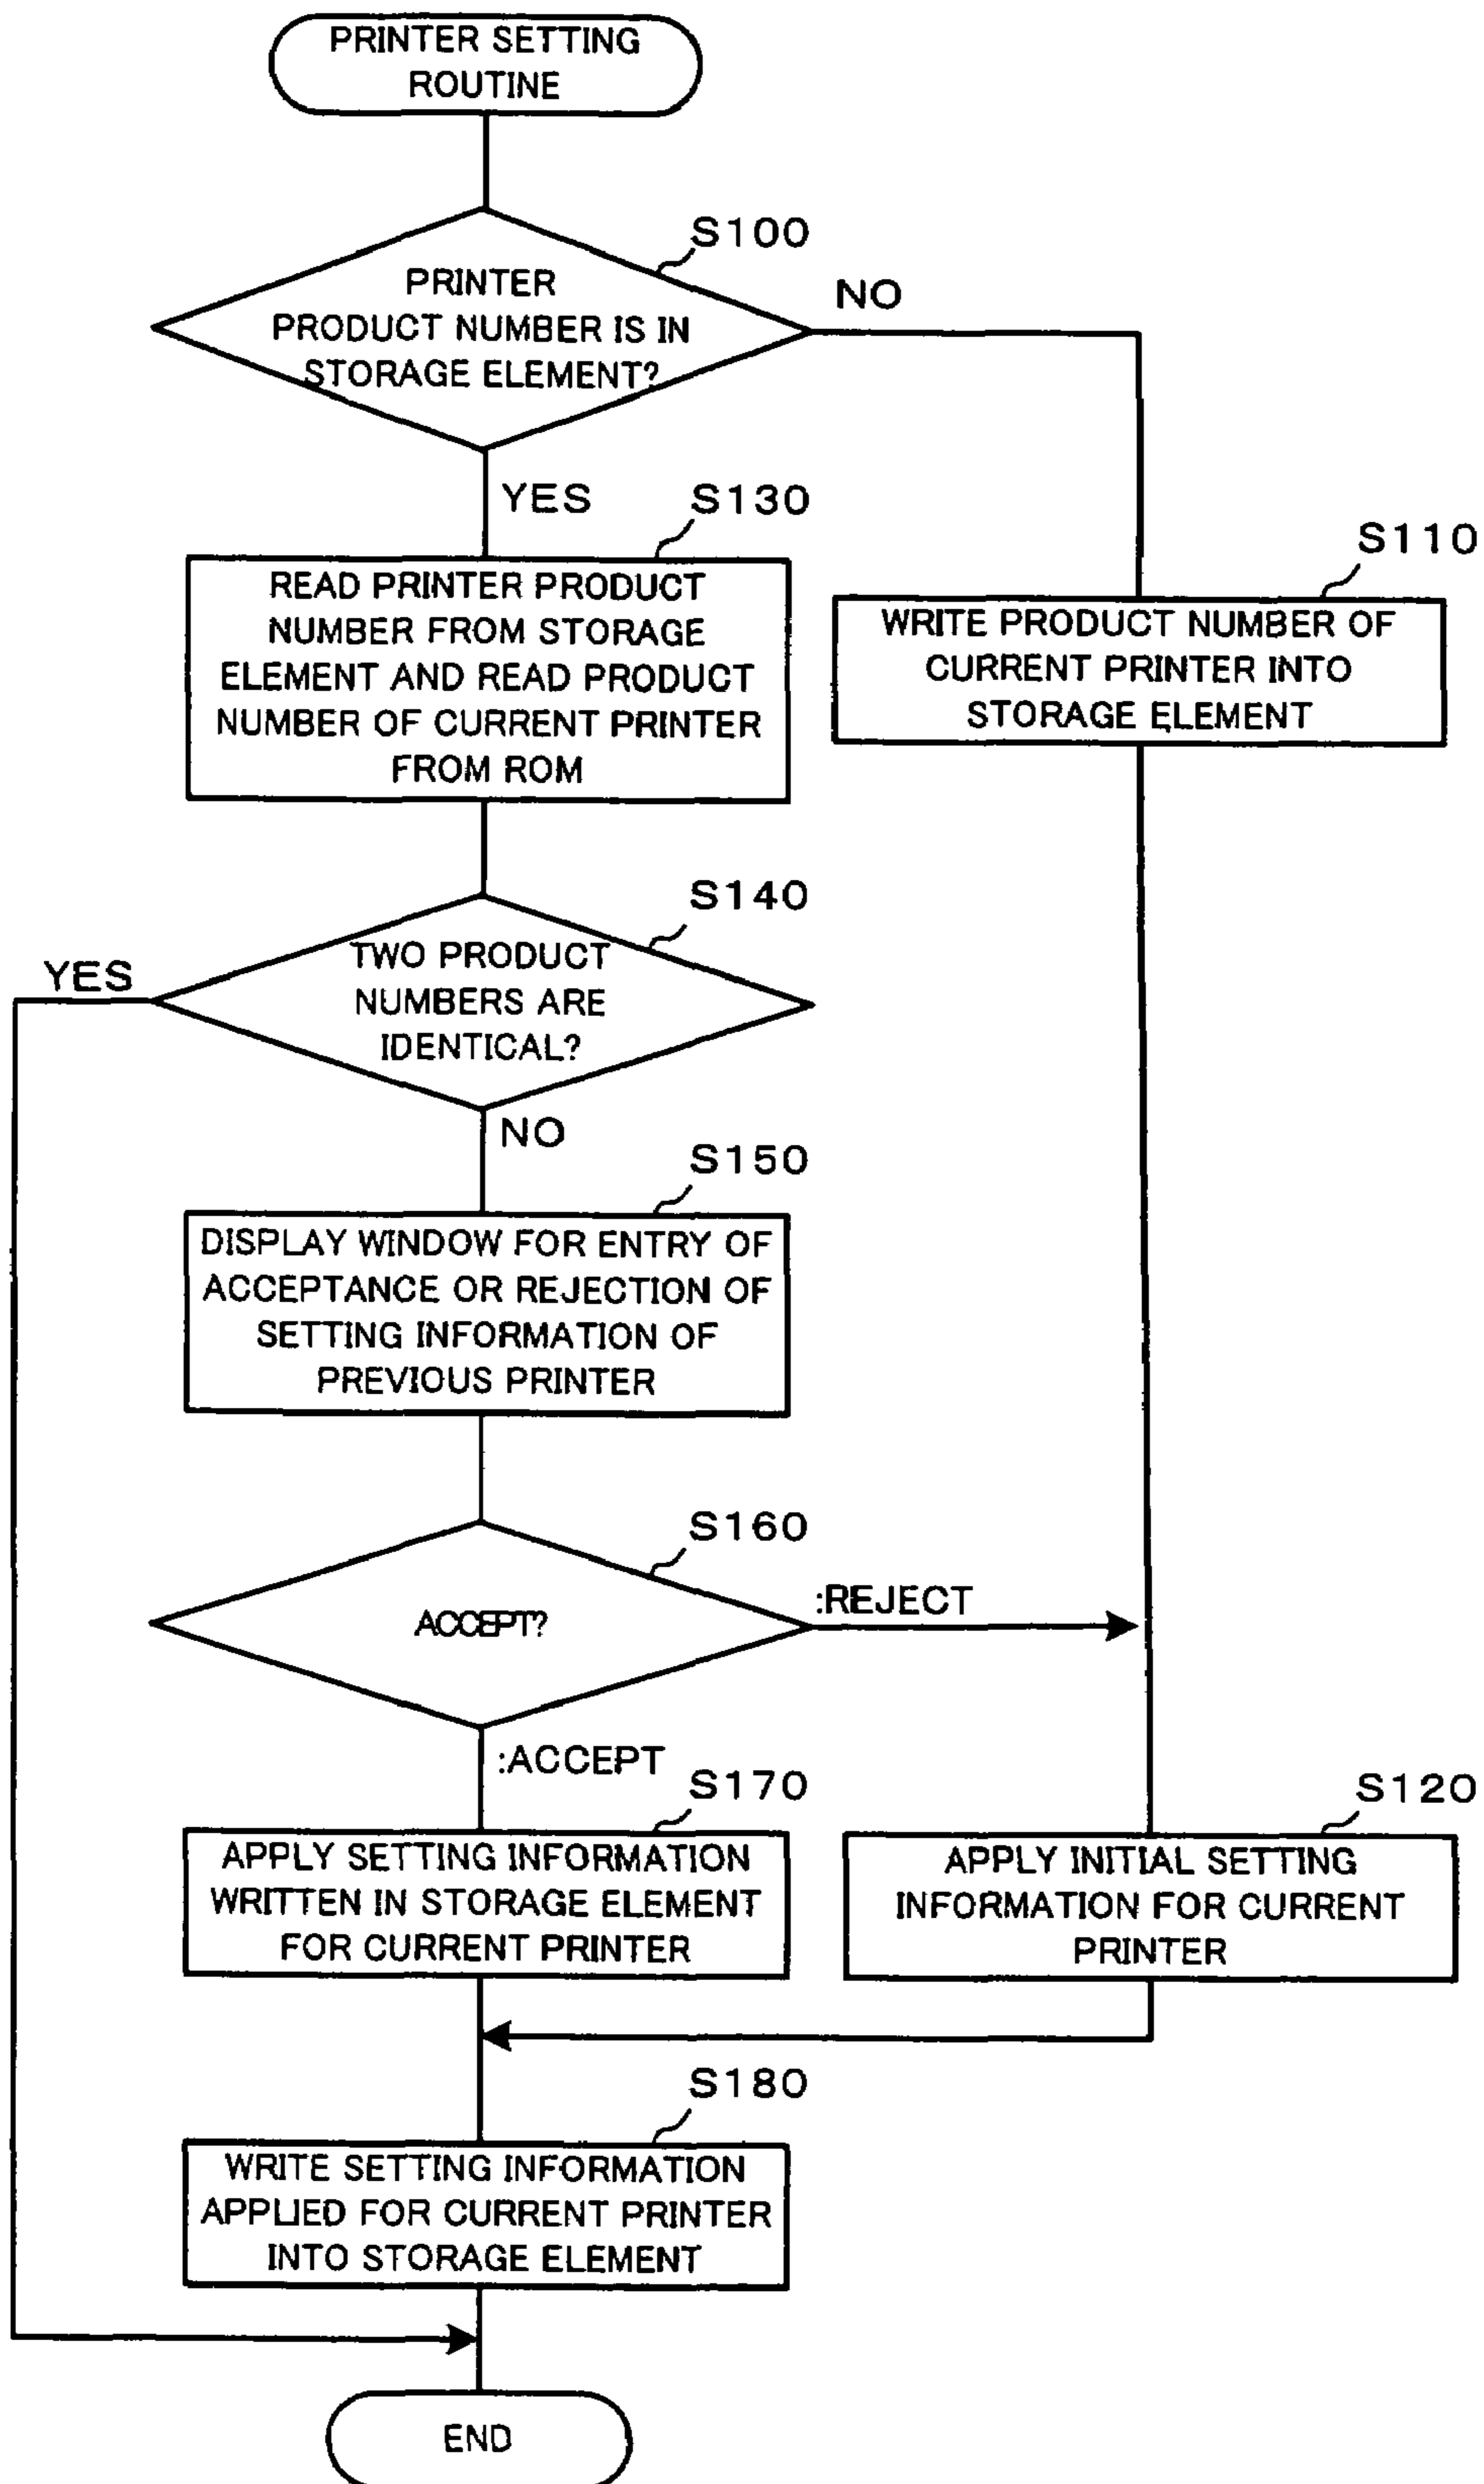 PRINTER SETTING
ROUTINE
S100
PRINTER
PRODUCT NUMBER IS IN
STORAGE ELEMENT?
NO
YES
S130
READ PRINTER PRODUCT
NUMBER FROM STORAGE
ELEMENT AND READ PRODUCT
NUMBER OF CURRENT PRINTER
FROM ROM
S110
WRITE PRODUCT NUMBER OF
CURRENT PRINTER INTO
STORAGE ELEMENT
S140
TWO PRODUCT
NUMBERS ARE
IDENTICAL?
YES
NO
S150
DISPLAY WINDOW FOR ENTRY OF
ACCEPTANCE OR REJECTION OF
SETTING INFORMATION OF
PREVIOUS PRINTER
S160
ACCEPT?
:REJECT
:ACCEPT
S170
APPLY SETTING INFORMATION
WRITTEN IN STORAGE ELEMENT
FOR CURRENT PRINTER
S120
APPLY INITIAL SETTING
INFORMATION FOR CURRENT
PRINTER
S180
WRITE SETTING INFORMATION
APPLIED FOR CURRENT PRINTER
INTO STORAGE ELEMENT
END